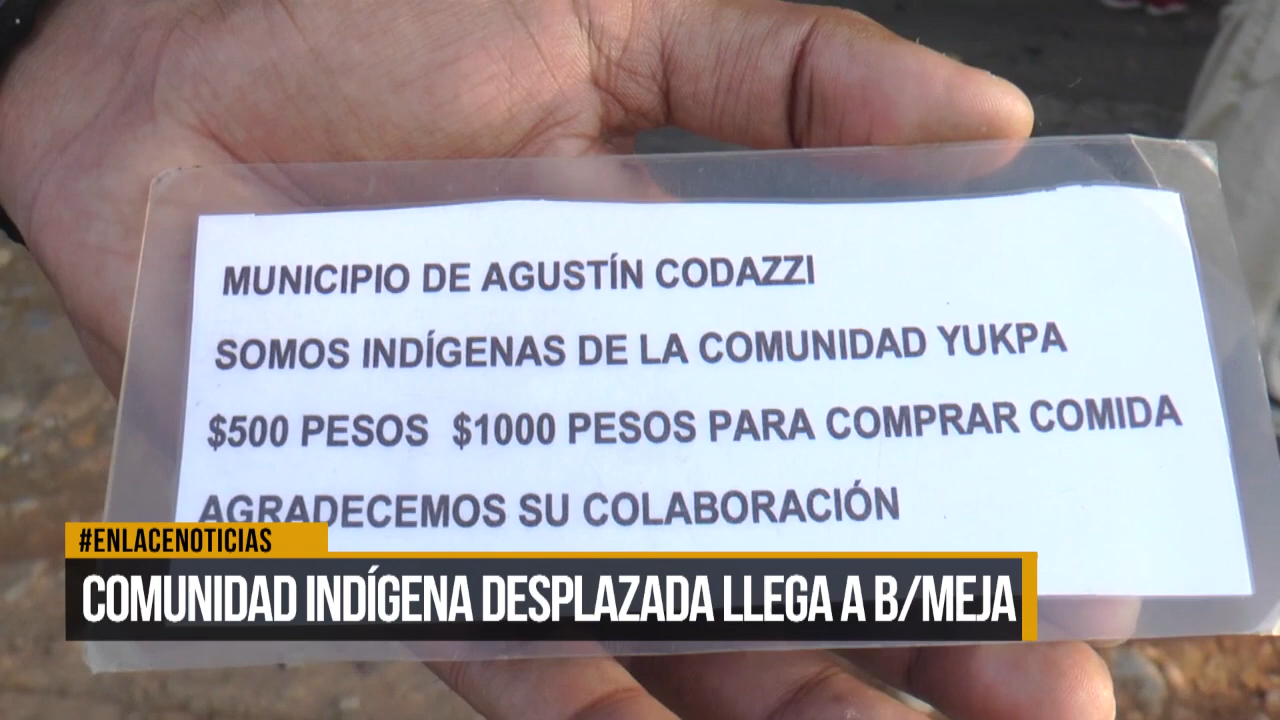 MUNICIPIO DE AGUSTÍN CODAZZI
SOMOS INDÍGENAS DE LA COMUNIDAD YUKPA
$500 PESOS $1000 PESOS PARA COMPRAR COMIDA
AGRADECEMOS SU COLABORACIÓN
#ENLACENOTICIAS
COMUNIDAD INDÍGENA DESPLAZADA LLEGA A B/MEJA